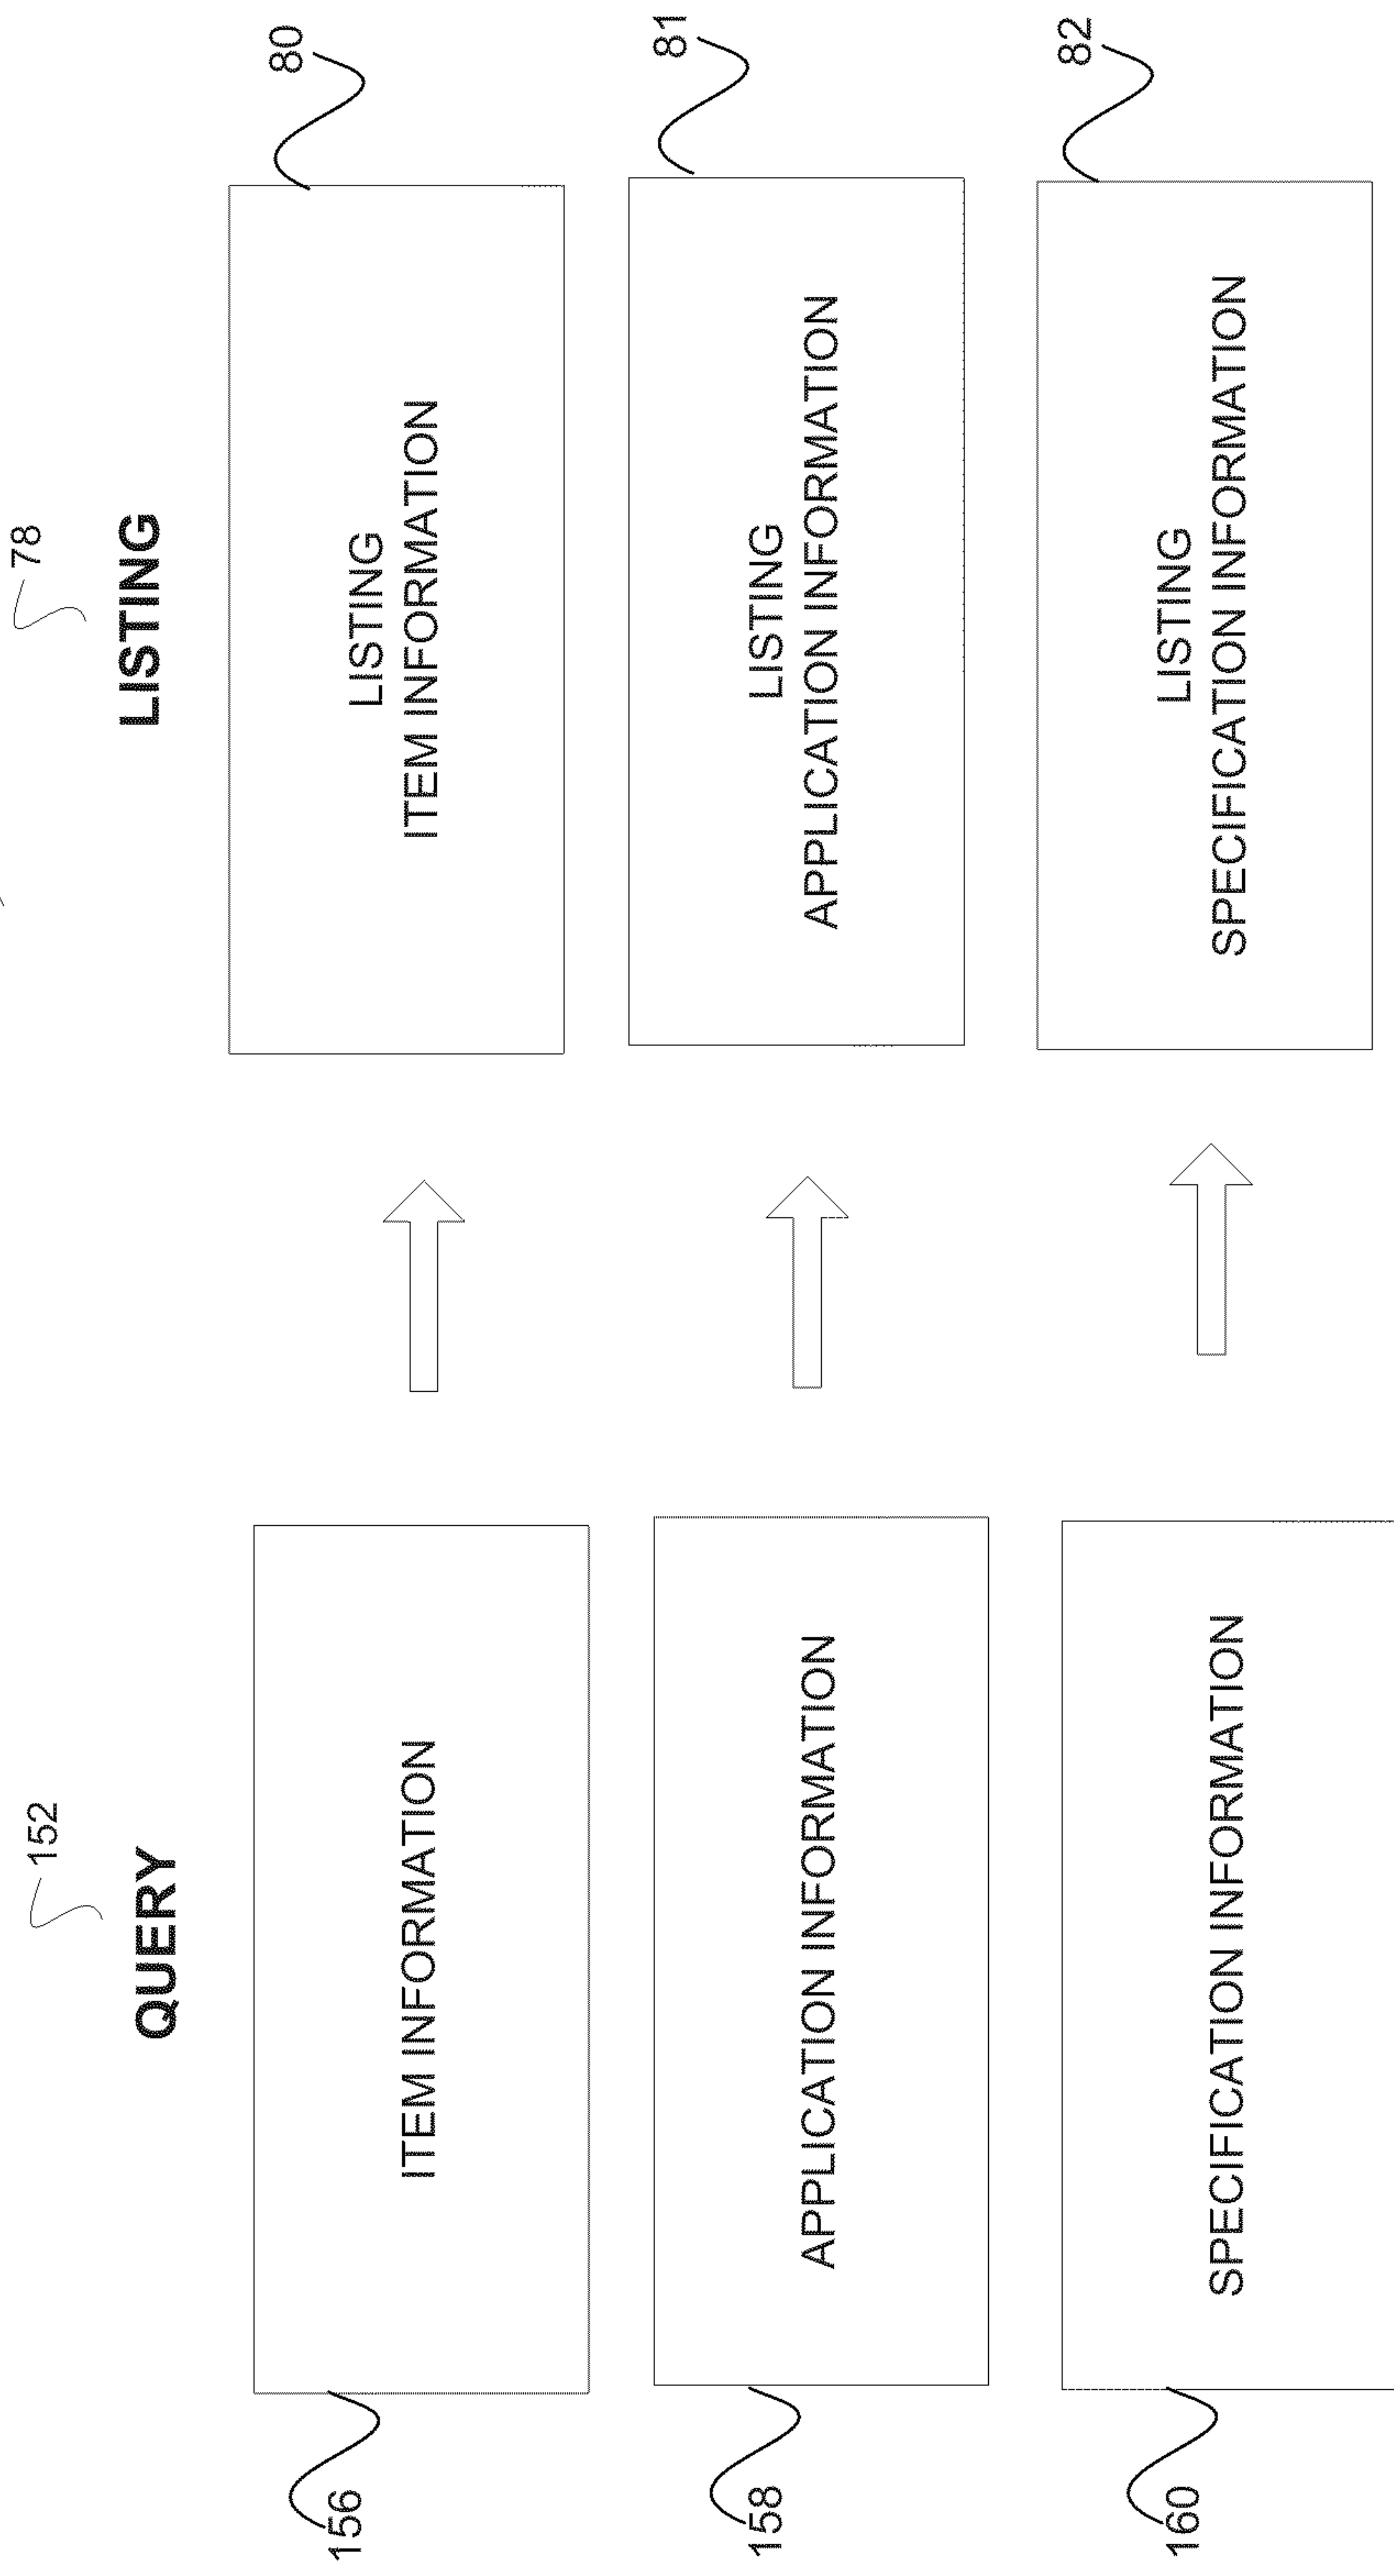 152
QUERY
78
LISTING
156
ITEM INFORMATION
LISTING
ITEM INFORMATION
80
158
APPLICATION INFORMATION
LISTING
APPLICATION INFORMATION
81
160
SPECIFICATION INFORMATION
LISTING
SPECIFICATION INFORMATION
82